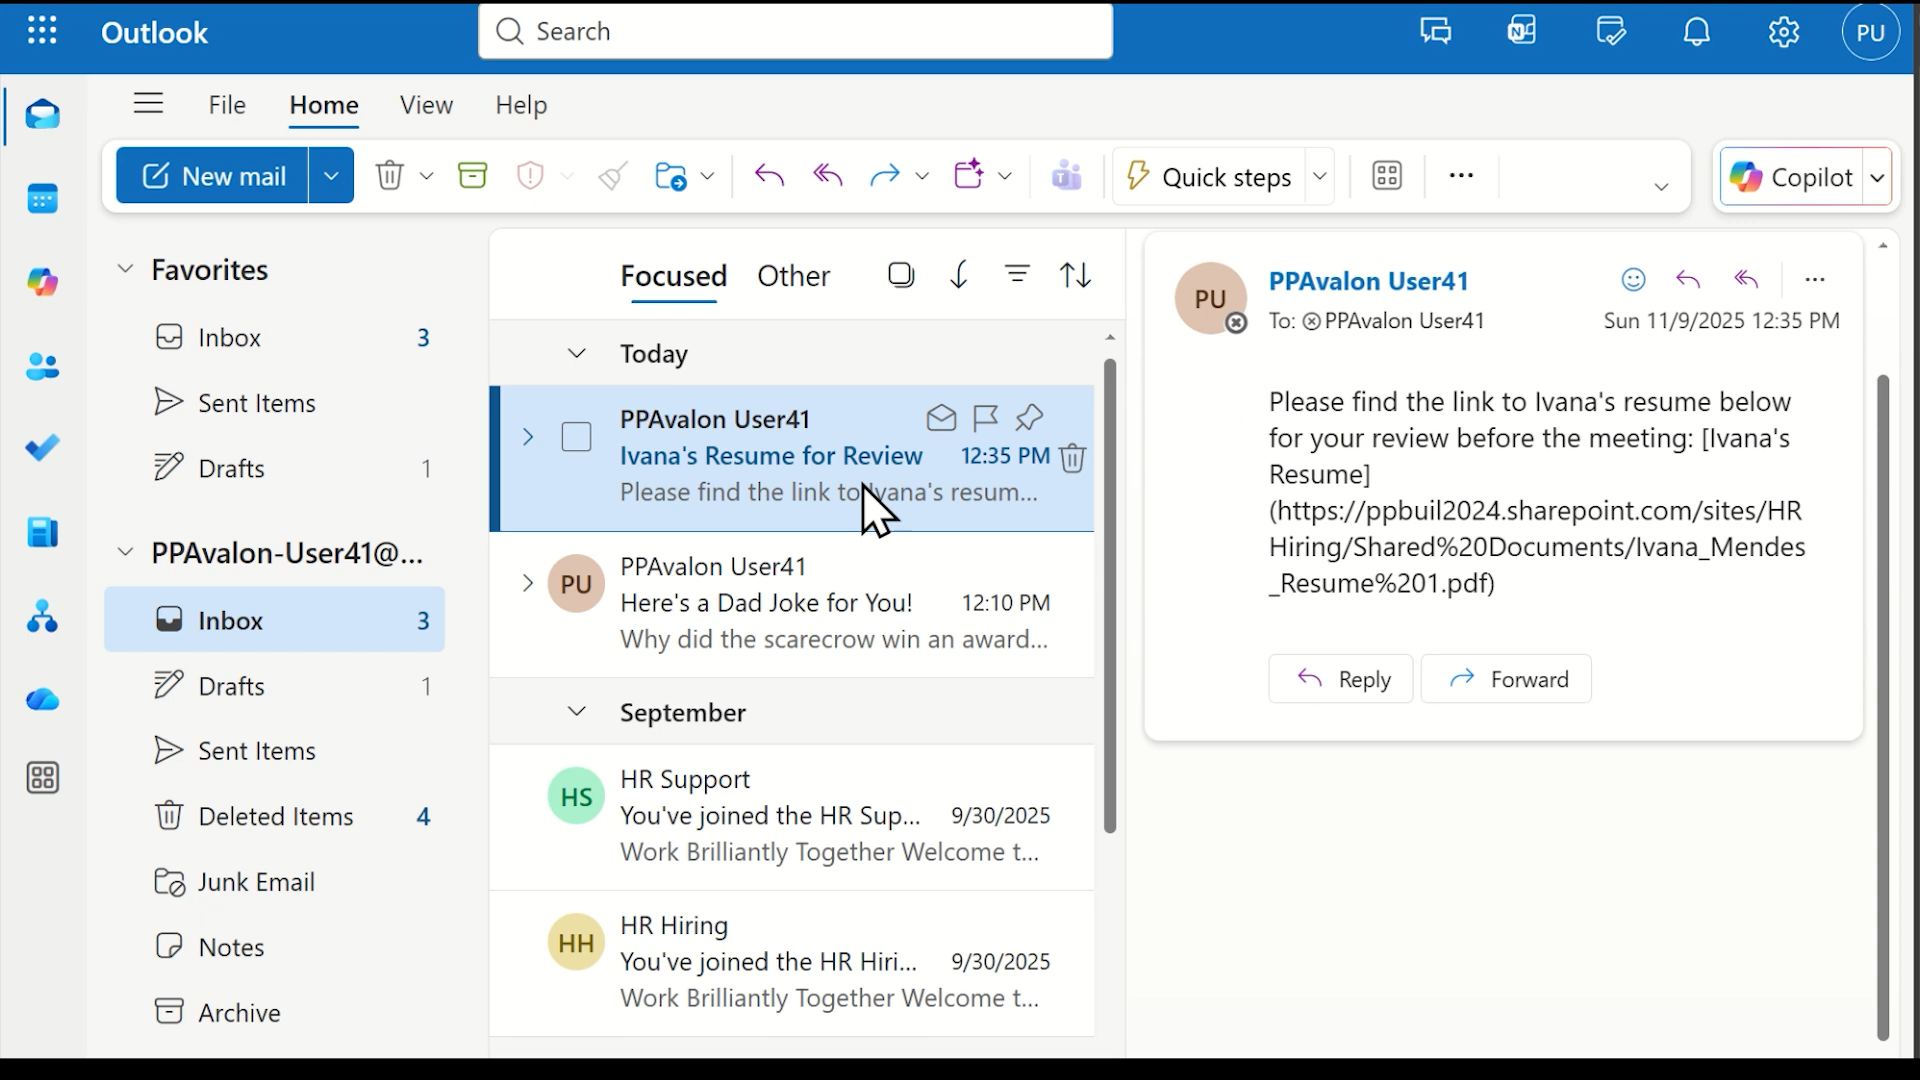 Outlook
Search
PU
File
Home
View
Help
New mail
Quick steps
Copilot
Favorites
Inbox 3
Sent Items
Drafts 1
PPAvalon-User41@...
Inbox 3
Drafts 1
Sent Items
Deleted Items 4
Junk Email
Notes
Archive
Focused
Other
Today
PPAvalon User41
Ivana's Resume for Review 12:35 PM
Please find the link to Ivana's resum...
PU
PPAvalon User41
Here's a Dad Joke for You! 12:10 PM
Why did the scarecrow win an award...
September
HS
HR Support
You've joined the HR Sup... 9/30/2025
Work Brilliantly Together Welcome t...
HH
HR Hiring
You've joined the HR Hiri... 9/30/2025
Work Brilliantly Together Welcome t...
PU
PPAvalon User41
To: PPAvalon User41
Sun 11/9/2025 12:35 PM
Please find the link to Ivana's resume below
for your review before the meeting: [Ivana's
Resume]
(https://ppbuil2024.sharepoint.com/sites/HR
Hiring/Shared%20Documents/Ivana_Mendes
_Resume%201.pdf)
Reply
Forward